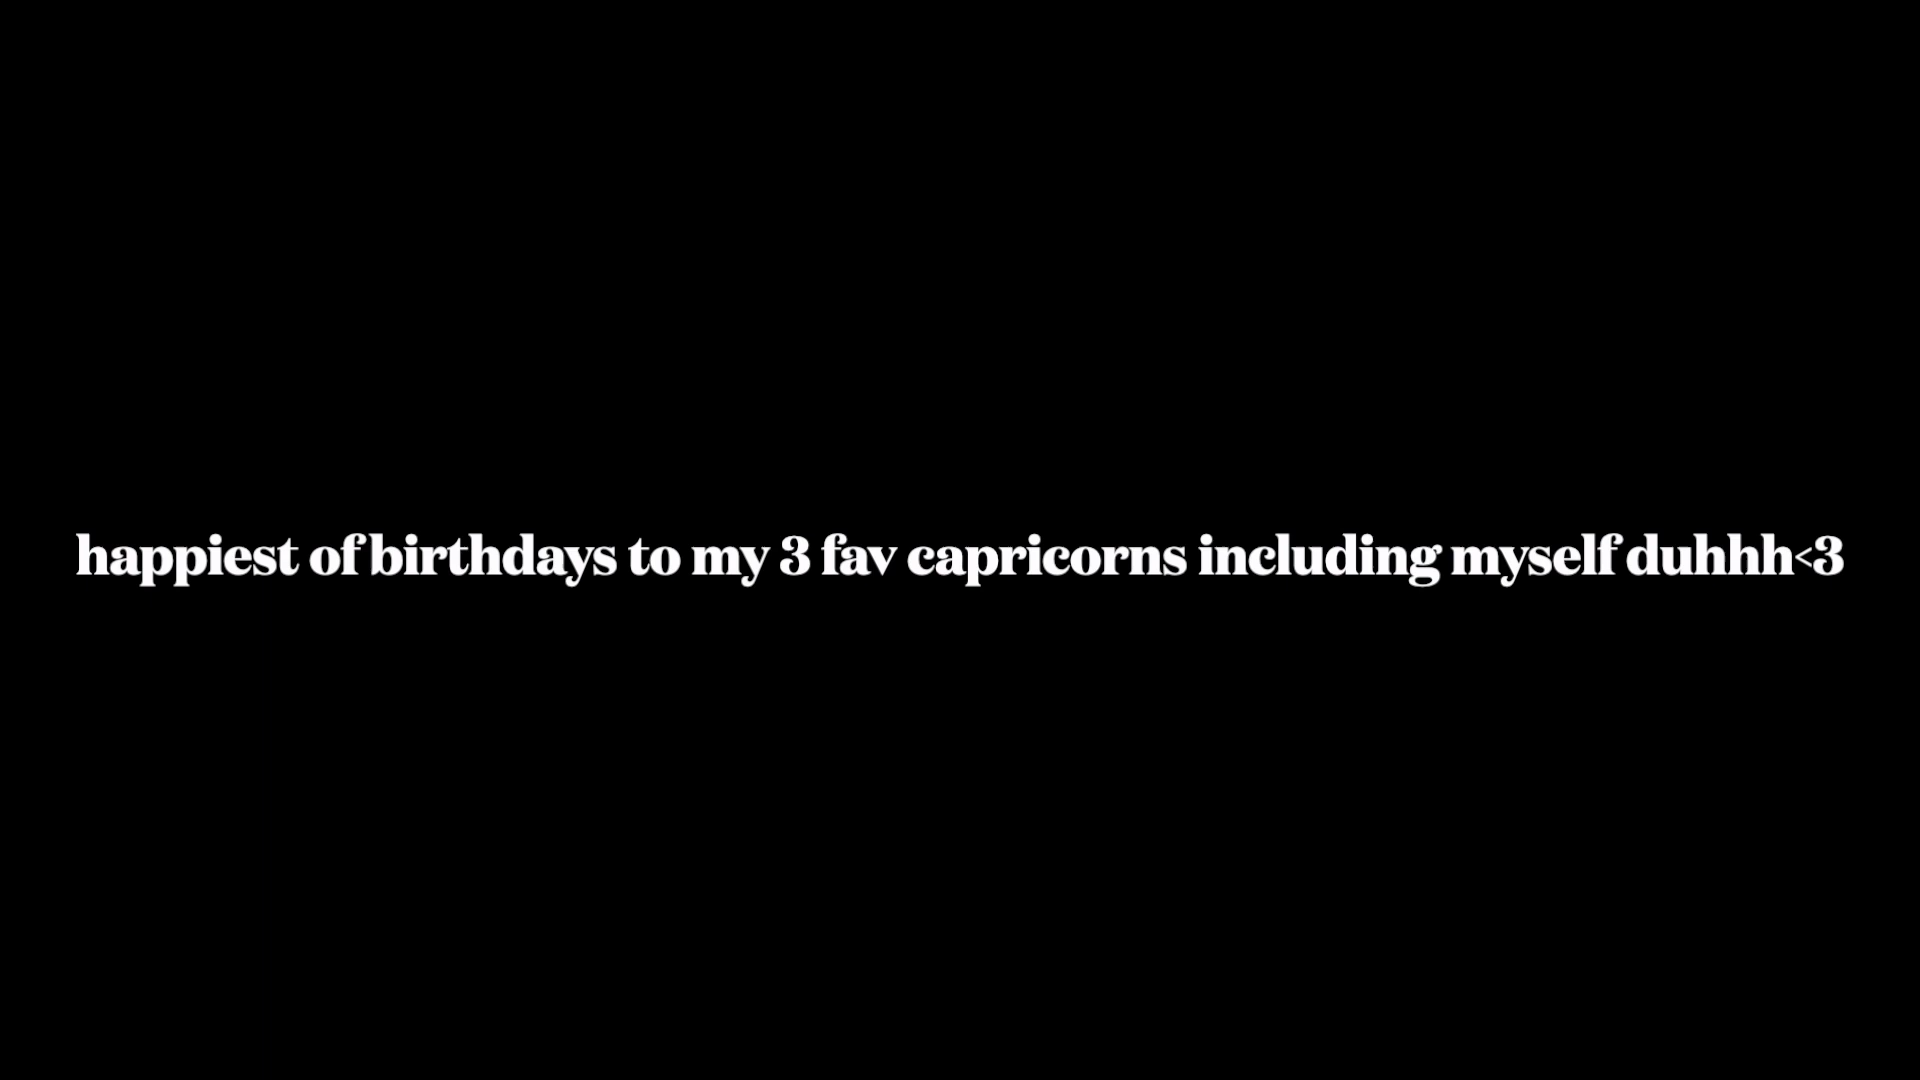 happiest of birthdays to my 3 fav capricorns including myself duhhh<3